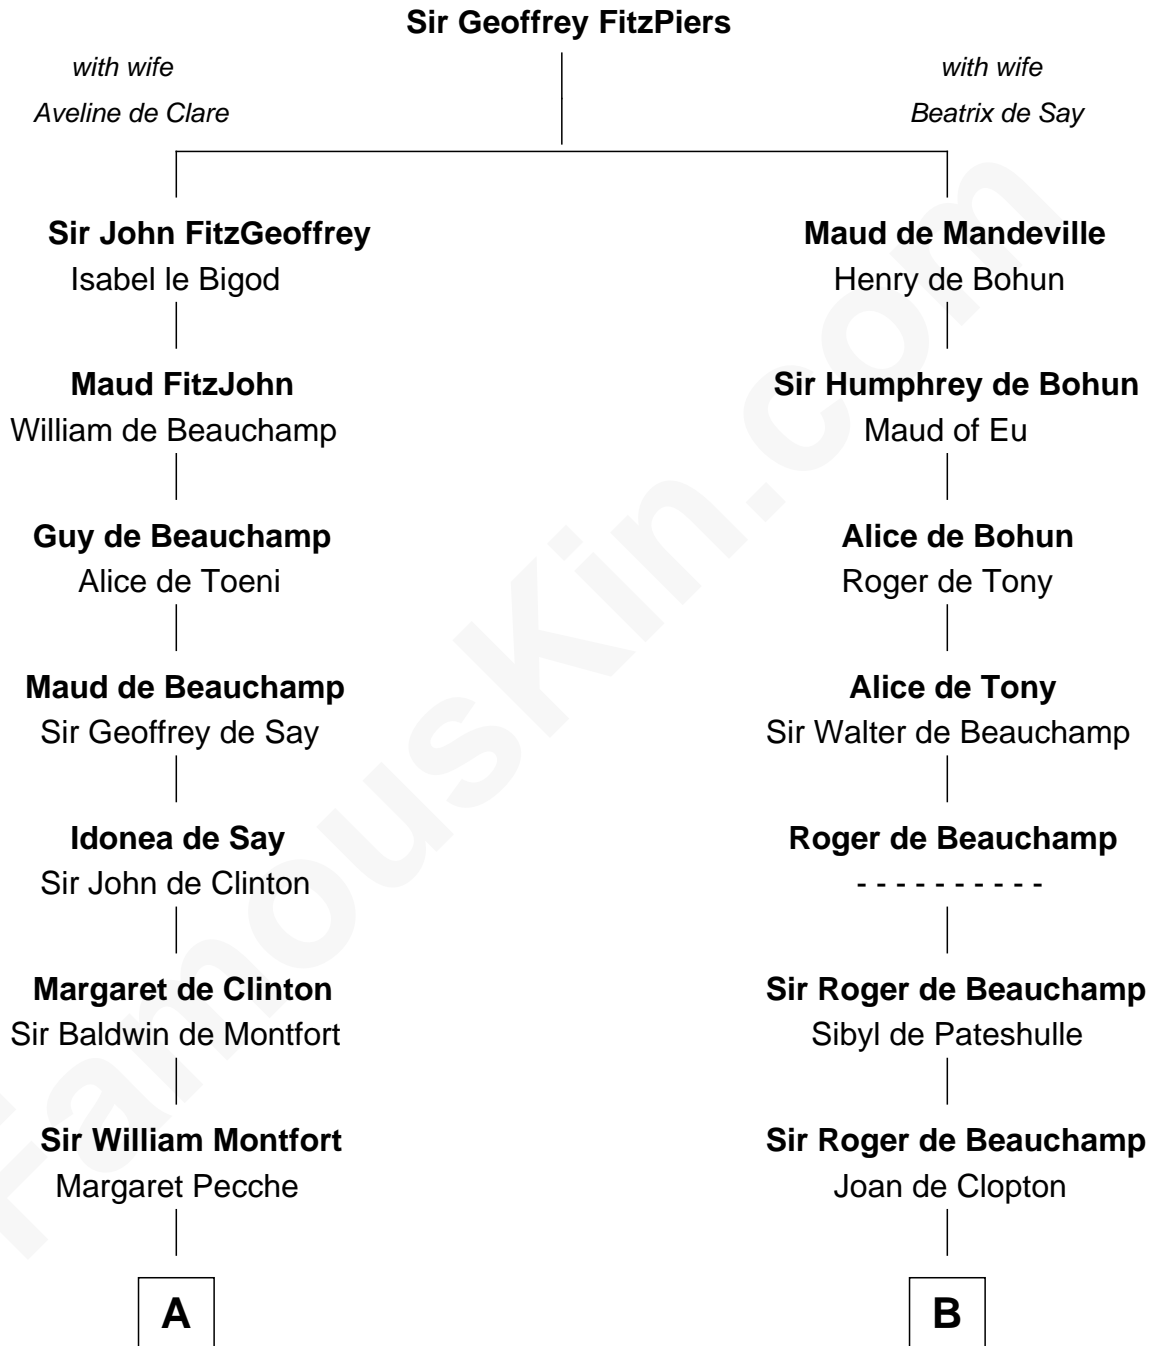 Sir Geoffrey FitzPiers
with wife
Aveline de Clare
with wife
Beatrix de Say
Sir John FitzGeoffrey
Isabel le Bigod
Maud de Mandeville
Henry de Bohun
Maud FitzJohn
William de Beauchamp
Sir Humphrey de Bohun
Maud of Eu
Guy de Beauchamp
Alice de Toeni
Alice de Bohun
Roger de Tony
Maud de Beauchamp
Sir Geoffrey de Say
Alice de Tony
Sir Walter de Beauchamp
Idonea de Say
Sir John de Clinton
Roger de Beauchamp
- - - - - - - - - -
Margaret de Clinton
Sir Baldwin de Montfort
Sir Roger de Beauchamp
Sibyl de Pateshulle
Sir William Montfort
Margaret Pecche
Sir Roger de Beauchamp
Joan de Clopton
A
B
FamousKin.com